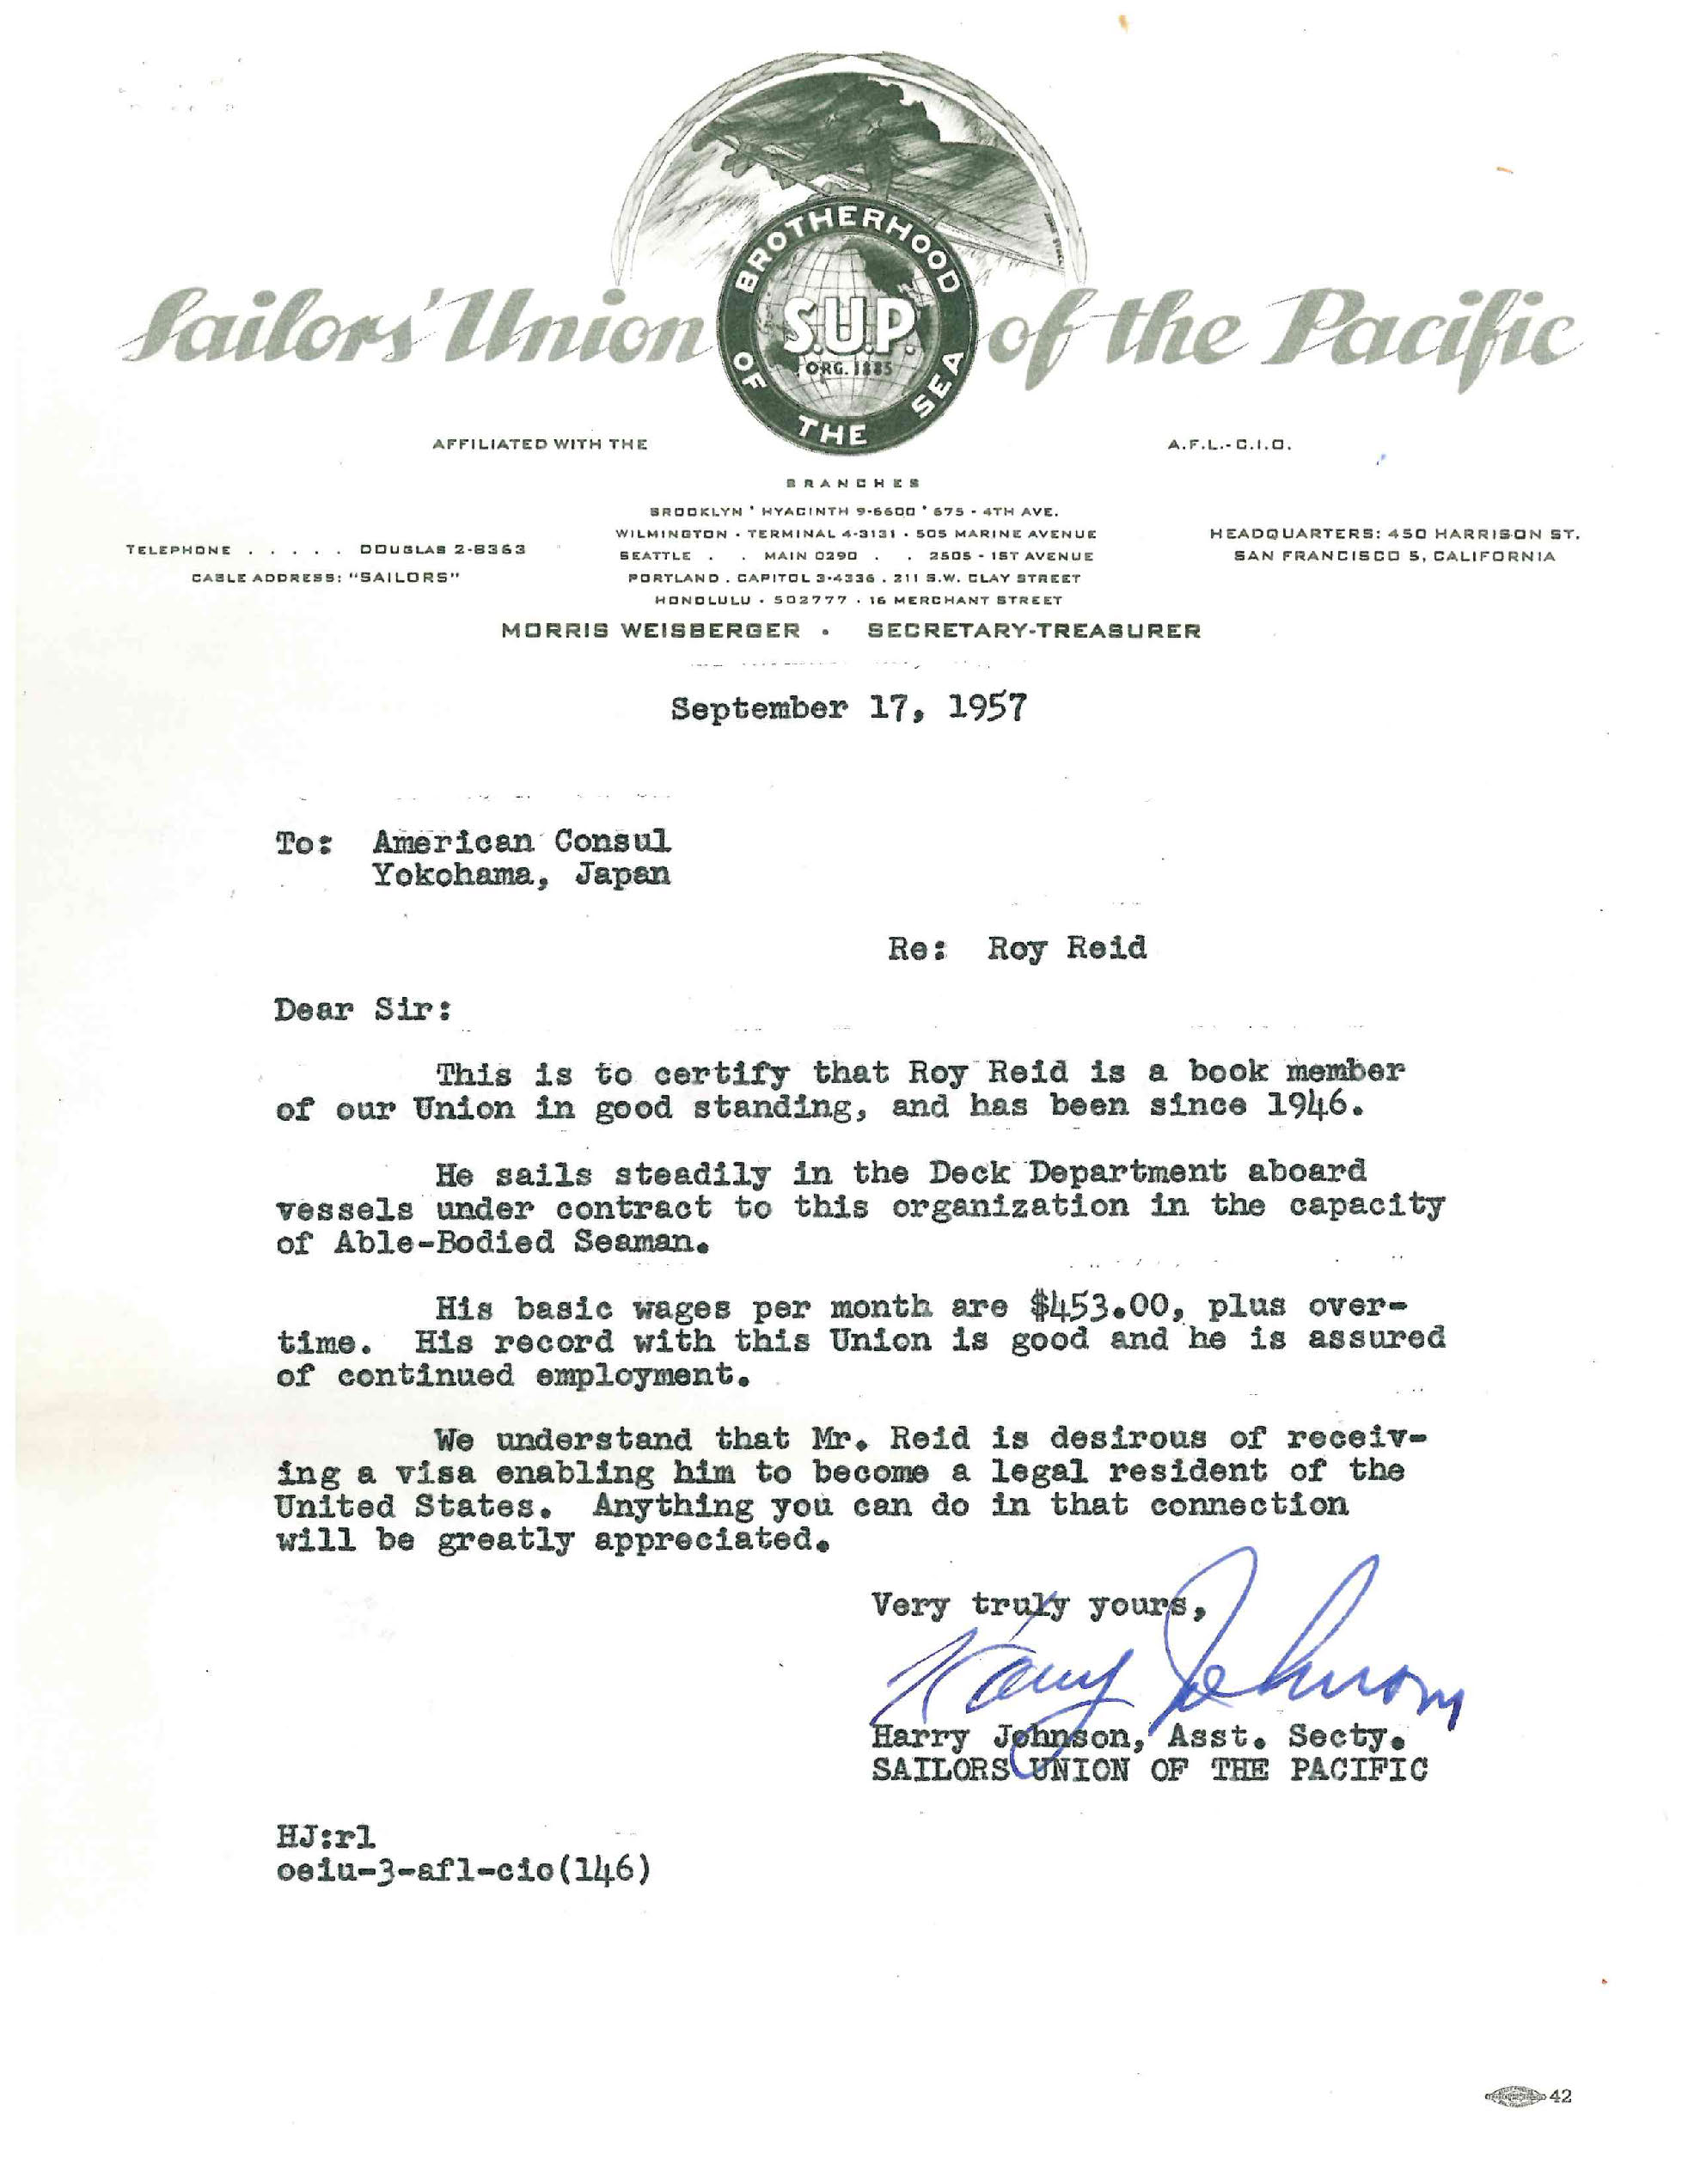 BROTHERHOOD OF THE SEA
S.U.P.
ORG. 1885
Sailors' Union of the Pacific
AFFILIATED WITH THE A.F.L.-C.I.O.
BRANCHES
BROOKLYN • HYACINTH 9-6600 • 675 - 4TH AVE.
WILMINGTON • TERMINAL 4-3131 • 505 MARINE AVENUE
SEATTLE . . MAIN 0290 . . 2505 - 1ST AVENUE
PORTLAND . CAPITOL 3-4336 . 211 S.W. CLAY STREET
HONOLULU • 502777 • 16 MERCHANT STREET
TELEPHONE . . . . . DOUGLAS 2-8363
CABLE ADDRESS: "SAILORS"
HEADQUARTERS: 450 HARRISON ST.
SAN FRANCISCO 5, CALIFORNIA
MORRIS WEISBERGER • SECRETARY-TREASURER
September 17, 1957
To: American Consul
Yokohama, Japan
Re: Roy Reid
Dear Sir:
This is to certify that Roy Reid is a book member
of our Union in good standing, and has been since 1946.
He sails steadily in the Deck Department aboard
vessels under contract to this organization in the capacity
of Able-Bodied Seaman.
His basic wages per month are $453.00, plus over-
time. His record with this Union is good and he is assured
of continued employment.
We understand that Mr. Reid is desirous of receiv-
ing a visa enabling him to become a legal resident of the
United States. Anything you can do in that connection
will be greatly appreciated.
Very truly yours,
Harry Johnson
Harry Johnson, Asst. Secty.
SAILORS UNION OF THE PACIFIC
HJ:rl
oeiu-3-afl-cio(146)
42